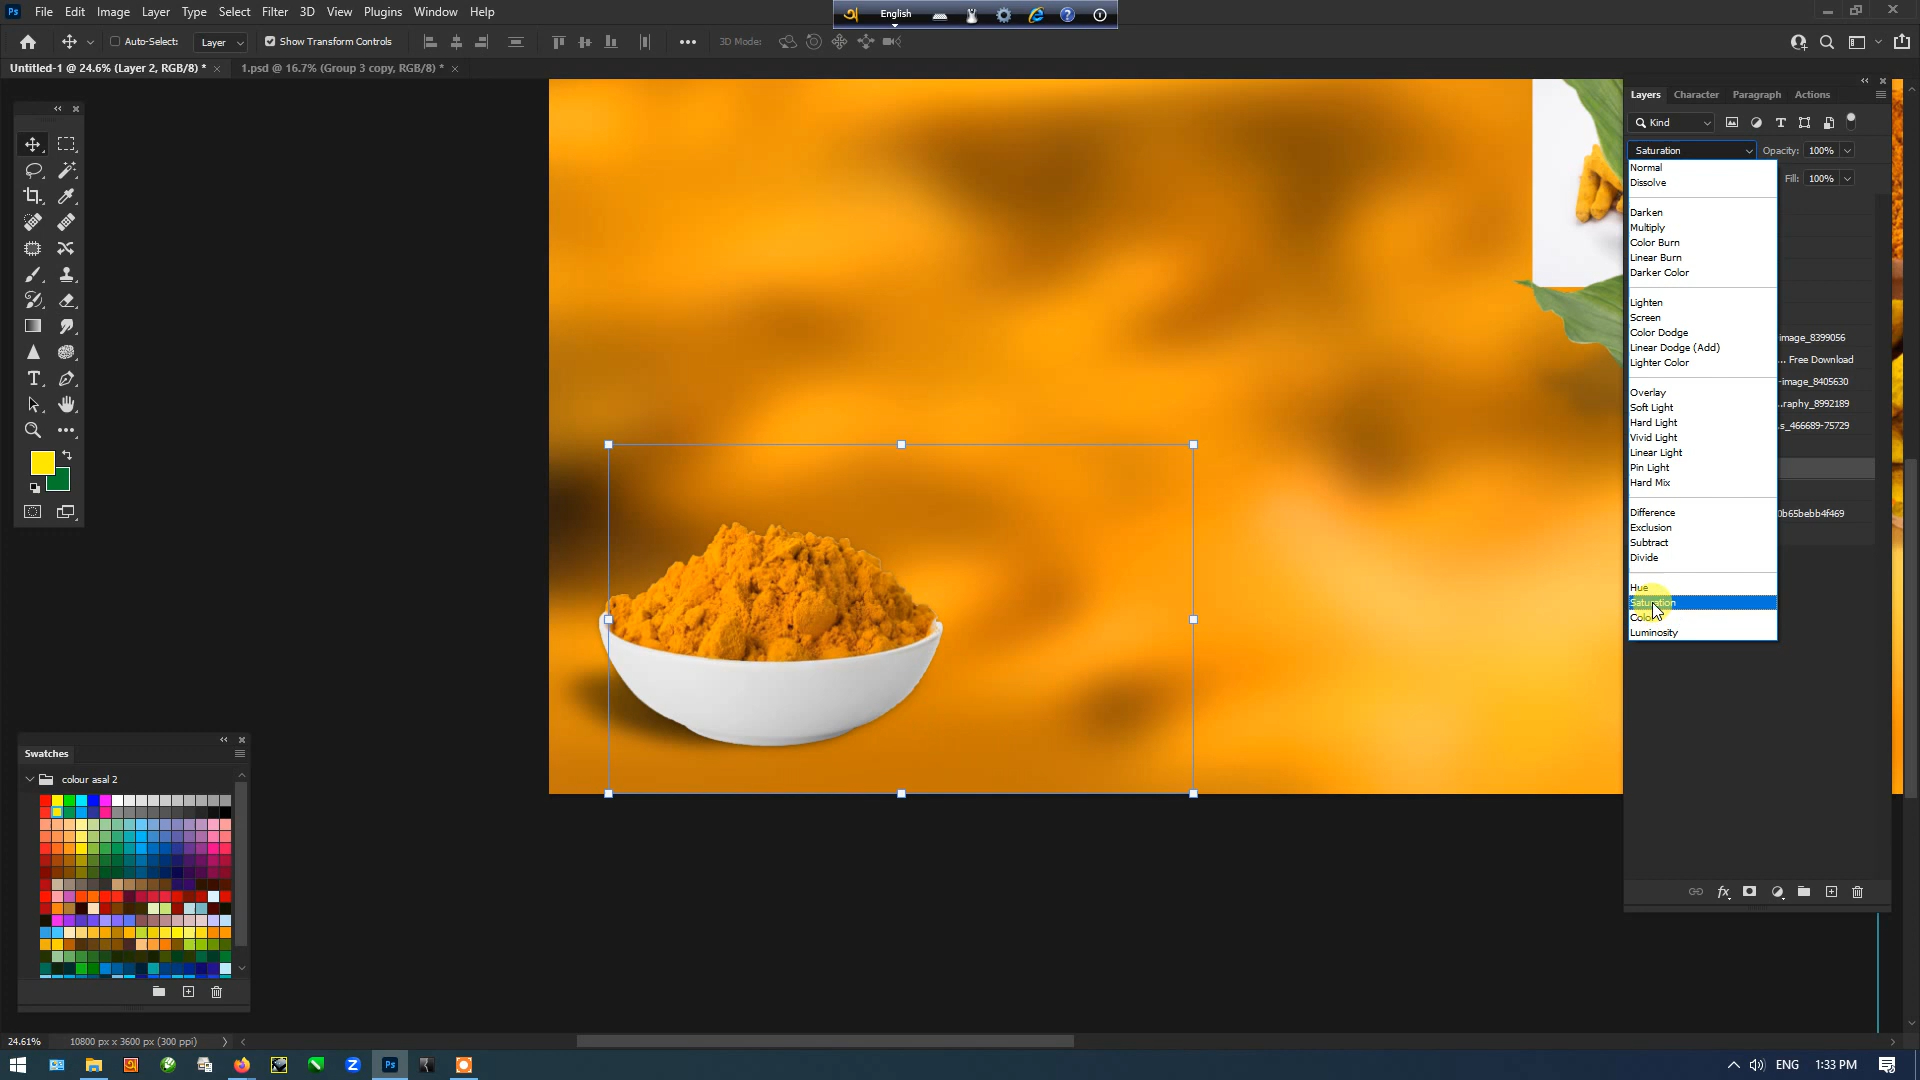 Ps File Edit Image Layer Type Select Filter 3D View Plugins Window Help
English
Auto-Select: Layer Show Transform Controls 3D Mode:
Untitled-1 @ 24.6% (Layer 2, RGB/8) * 1.psd @ 16.7% (Group 3 copy, RGB/8) *
Layers Character Paragraph Actions
Kind
Saturation Opacity: 100%
Normal
Fill: 100%
Dissolve
Darken
Multiply
Color Burn
Linear Burn
Darker Color
Lighten
Screen
Color Dodge
image_8399056
Linear Dodge (Add)
... Free Download
Lighter Color
-image_8405630
Overlay
..raphy_8992189
Soft Light
Hard Light
.s_466689-75729
Vivid Light
Linear Light
Pin Light
Hard Mix
Difference
0b65bebb4f469
Exclusion
Subtract
Divide
Hue
Saturation
Color
Luminosity
Swatches
colour asal 2
fx
24.61% 10800 px x 3600 px (300 ppi)
Z Ps ENG 1:33 PM